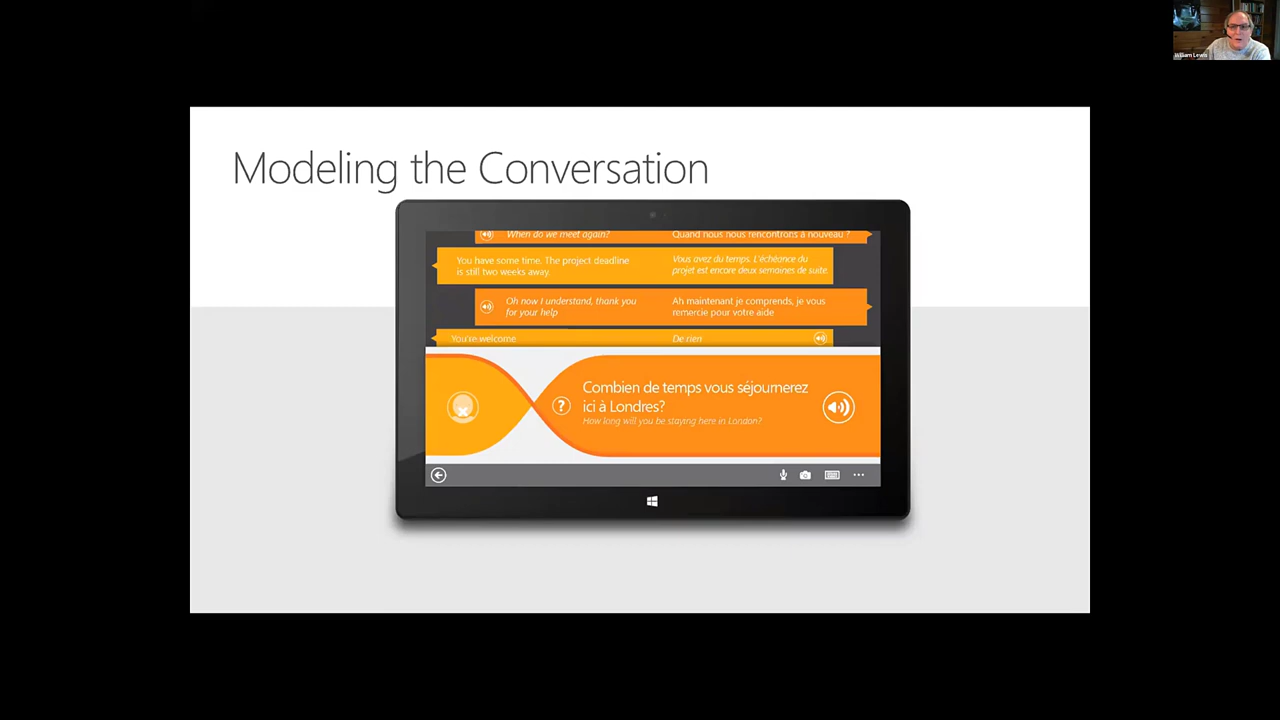 William Lewis
Modeling the Conversation
When do we meet again?
Quand nous nous rencontrons à nouveau ?
You have some time. The project deadline
is still two weeks away.
Vous avez du temps. L'échéance du
projet est encore deux semaines de suite.
Oh now I understand, thank you
for your help
Ah maintenant je comprends, je vous
remercie pour votre aide
You're welcome
De rien
?
Combien de temps vous séjournerez
ici à Londres?
How long will you be staying here in London?